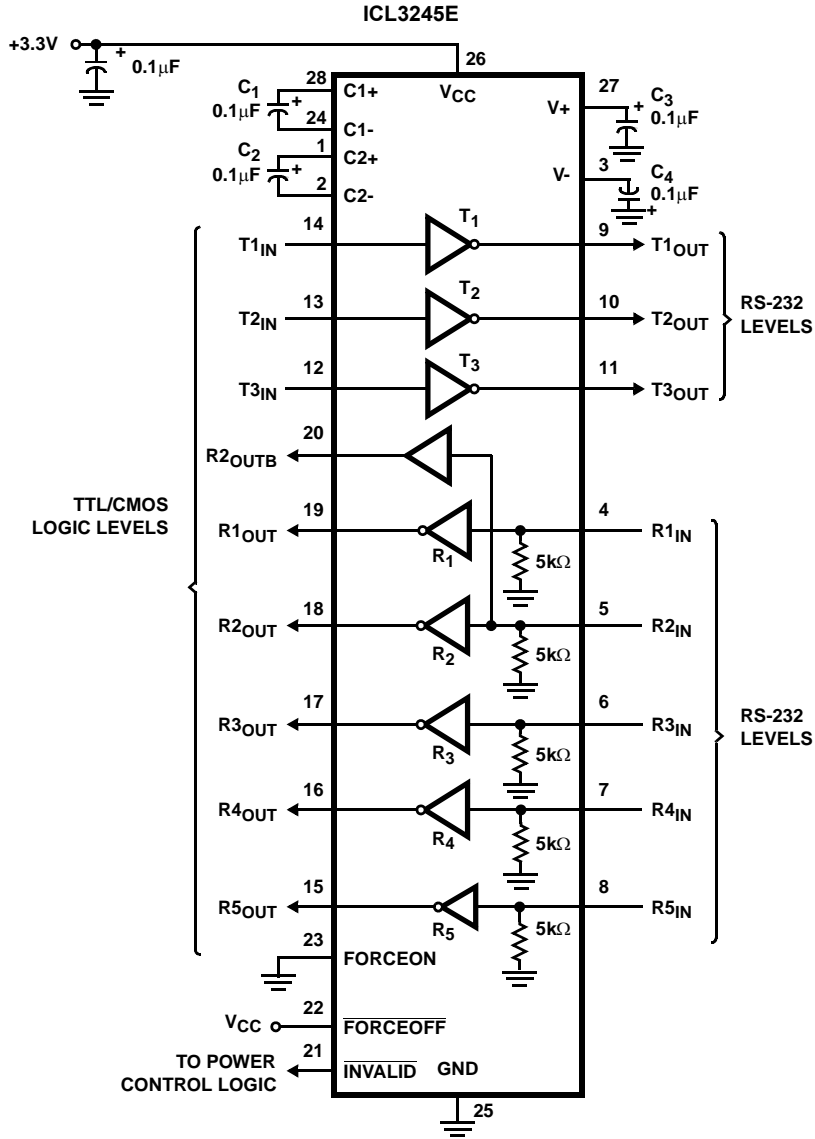 ICL3245E
+3.3V
+
0.1μF
26
VCC
C1
0.1μF
+
28
C1+
24
C1-
C2
0.1μF
+
1
C2+
2
C2-
27
V+
+
C3
0.1μF
3
V-
C4
0.1μF
+
T1IN
14
T1
9
T1OUT
T2IN
13
T2
10
T2OUT
T3IN
12
T3
11
T3OUT
RS-232
LEVELS
R2OUTB
20
TTL/CMOS
LOGIC LEVELS
R1OUT
19
R1
5kΩ
4
R1IN
R2OUT
18
R2
5kΩ
5
R2IN
R3OUT
17
R3
5kΩ
6
R3IN
RS-232
LEVELS
R4OUT
16
R4
5kΩ
7
R4IN
R5OUT
15
R5
5kΩ
8
R5IN
23
FORCEON
VCC
22
FORCEOFF
TO POWER
CONTROL LOGIC
21
INVALID
GND
25